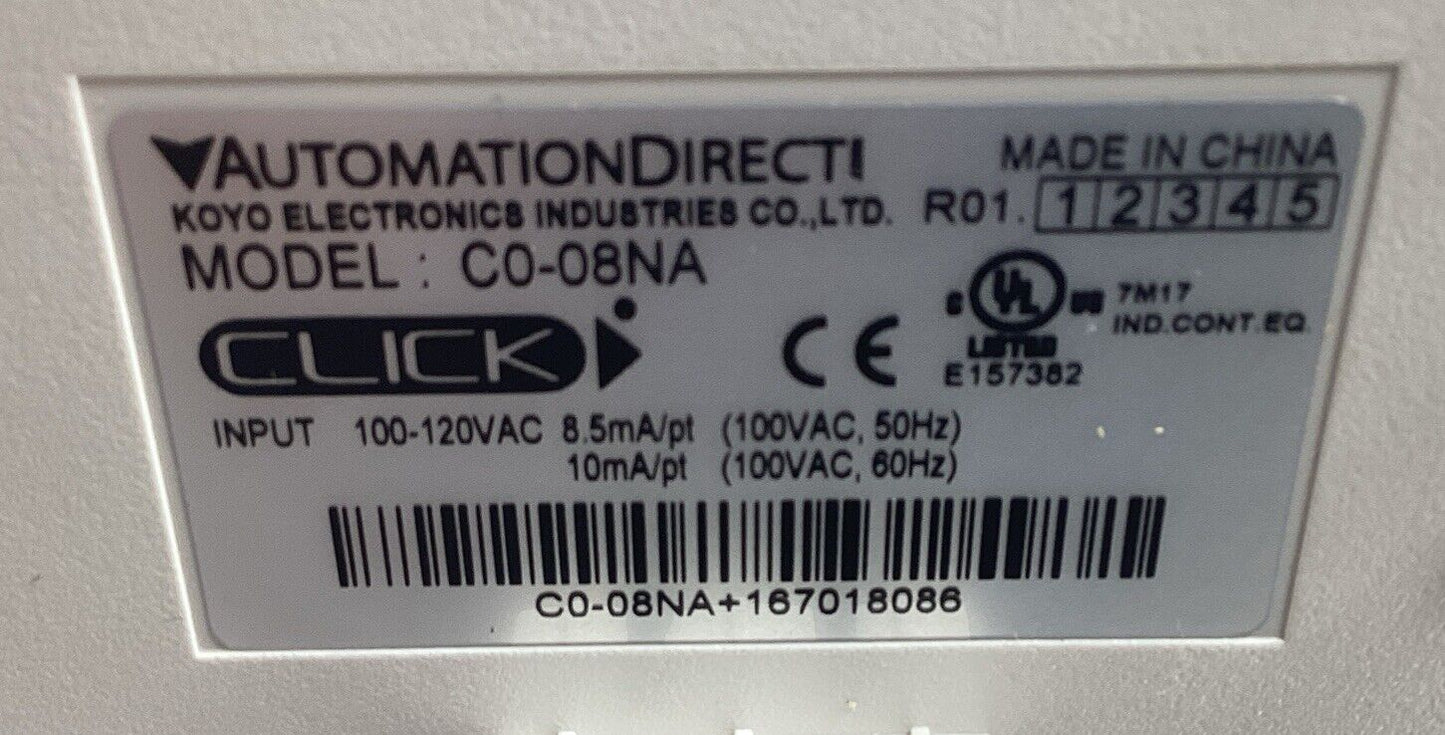 AUTOMATIONDIRECT
MADE IN CHINA
KOYO ELECTRONICS INDUSTRIES CO.,LTD.
R01. 1 2 3 4 5
MODEL : C0-08NA
CLICK
CE
C UL US
LISTED
7M17
IND.CONT.EQ.
E157382
INPUT 100-120VAC 8.5mA/pt (100VAC, 50Hz)
10mA/pt (100VAC, 60Hz)
C0-08NA+167018086